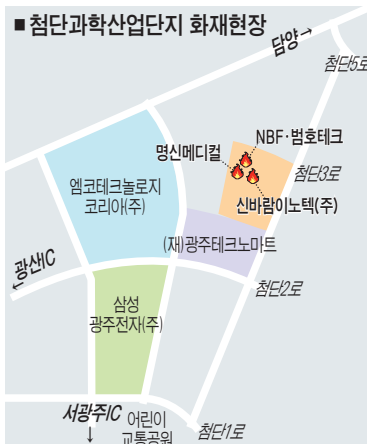 ■ 첨단과학산업단지 화재현장
담양→
첨단5로
NBF·범호테크
명신메디컬
첨단3로
신바람이노텍(주)
엠코테크놀로지
코리아(주)
(재)광주테크노마트
광산IC
←
첨단2로
삼성
광주전자(주)
서광주IC
↓
어린이
교통공원
첨단1로